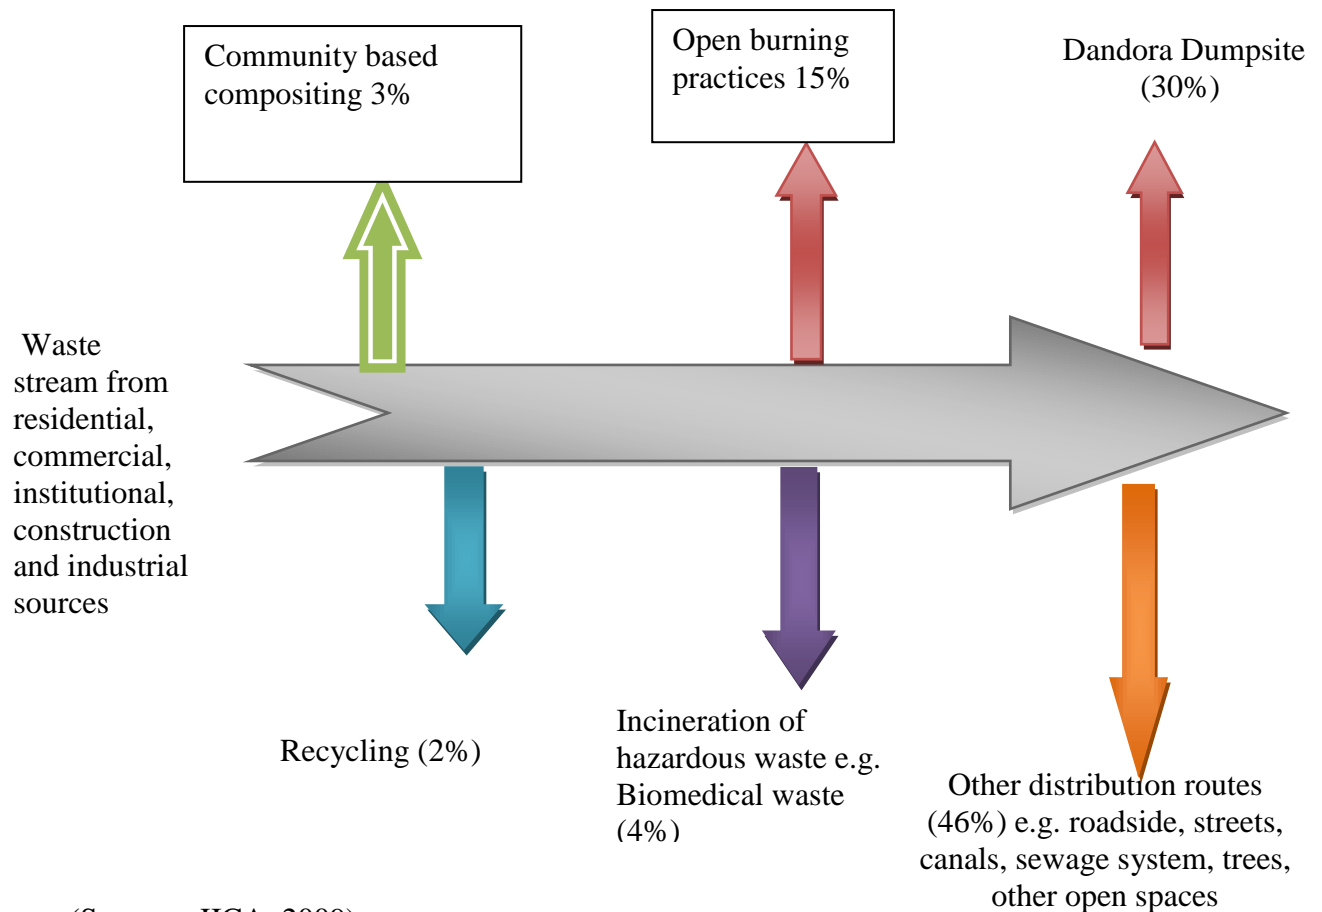 Community based
compositing 3%
Open burning
practices 15%
Dandora Dumpsite
(30%)
Waste
stream from
residential,
commercial,
institutional,
construction
and industrial
sources
Recycling (2%)
Incineration of
hazardous waste e.g.
Biomedical waste
(4%)
Other distribution routes
(46%) e.g. roadside, streets,
canals, sewage system, trees,
other open spaces